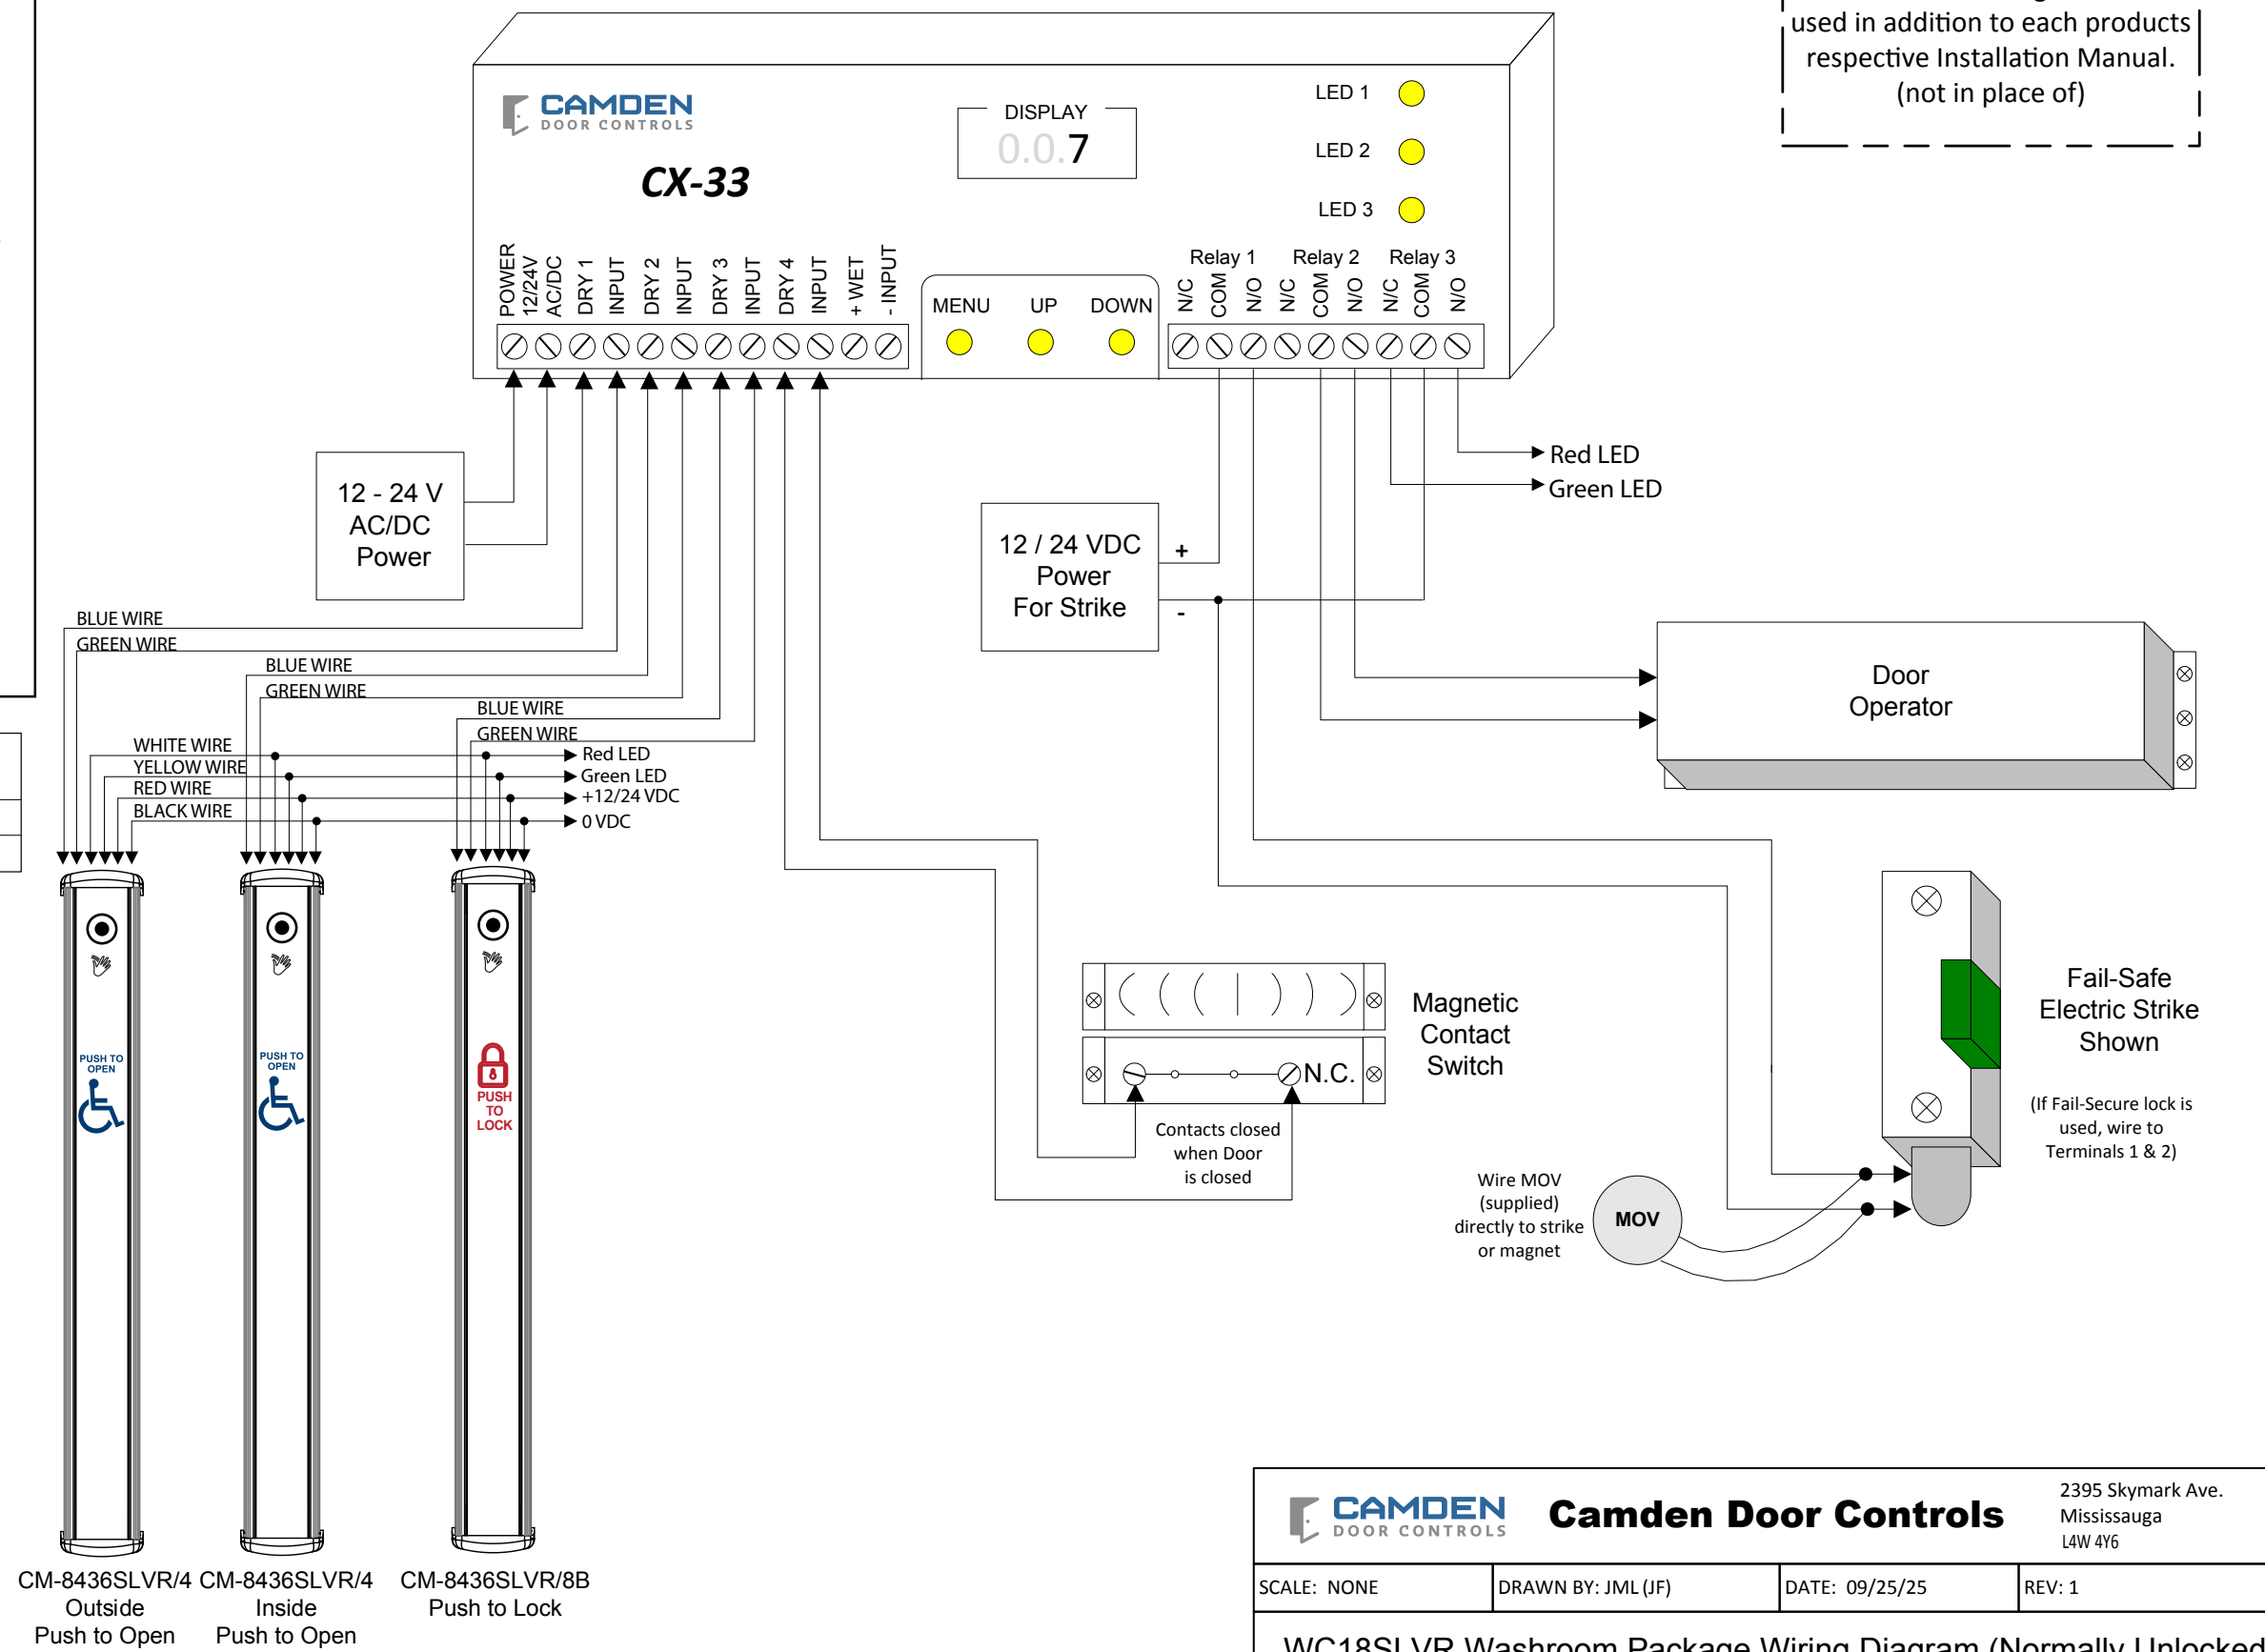 used in addition to each products
respective Installation Manual.
(not in place of)
CAMDEN
DOOR CONTROLS
CX-33
DISPLAY
0.0.7
LED 1
LED 2
LED 3
POWER
12/24V
AC/DC
DRY 1
INPUT
DRY 2
INPUT
DRY 3
INPUT
DRY 4
INPUT
+ WET
- INPUT
MENU UP DOWN
Relay 1 Relay 2 Relay 3
N/C
COM
N/O
N/C
COM
N/O
N/C
COM
N/O
Red LED
Green LED
12 - 24 V
AC/DC
Power
12 / 24 VDC
Power
For Strike
+
-
BLUE WIRE
GREEN WIRE
BLUE WIRE
GREEN WIRE
BLUE WIRE
GREEN WIRE
WHITE WIRE
YELLOW WIRE
RED WIRE
BLACK WIRE
Red LED
Green LED
+12/24 VDC
0 VDC
Door
Operator
PUSH TO
OPEN
PUSH TO
OPEN
PUSH
TO
LOCK
Magnetic
Contact
Switch
N.C.
Contacts closed
when Door
is closed
Fail-Safe
Electric Strike
Shown
(If Fail-Secure lock is
used, wire to
Terminals 1 & 2)
Wire MOV
(supplied)
directly to strike
or magnet
MOV
CM-8436SLVR/4
Outside
Push to Open
CM-8436SLVR/4
Inside
Push to Open
CM-8436SLVR/8B
Push to Lock
CAMDEN
DOOR CONTROLS
Camden Door Controls
2395 Skymark Ave.
Mississauga
L4W 4Y6
SCALE: NONE
DRAWN BY: JML (JF)
DATE: 09/25/25
REV: 1
WC18SLVR Washroom Package Wiring Diagram (Normally Unlocked